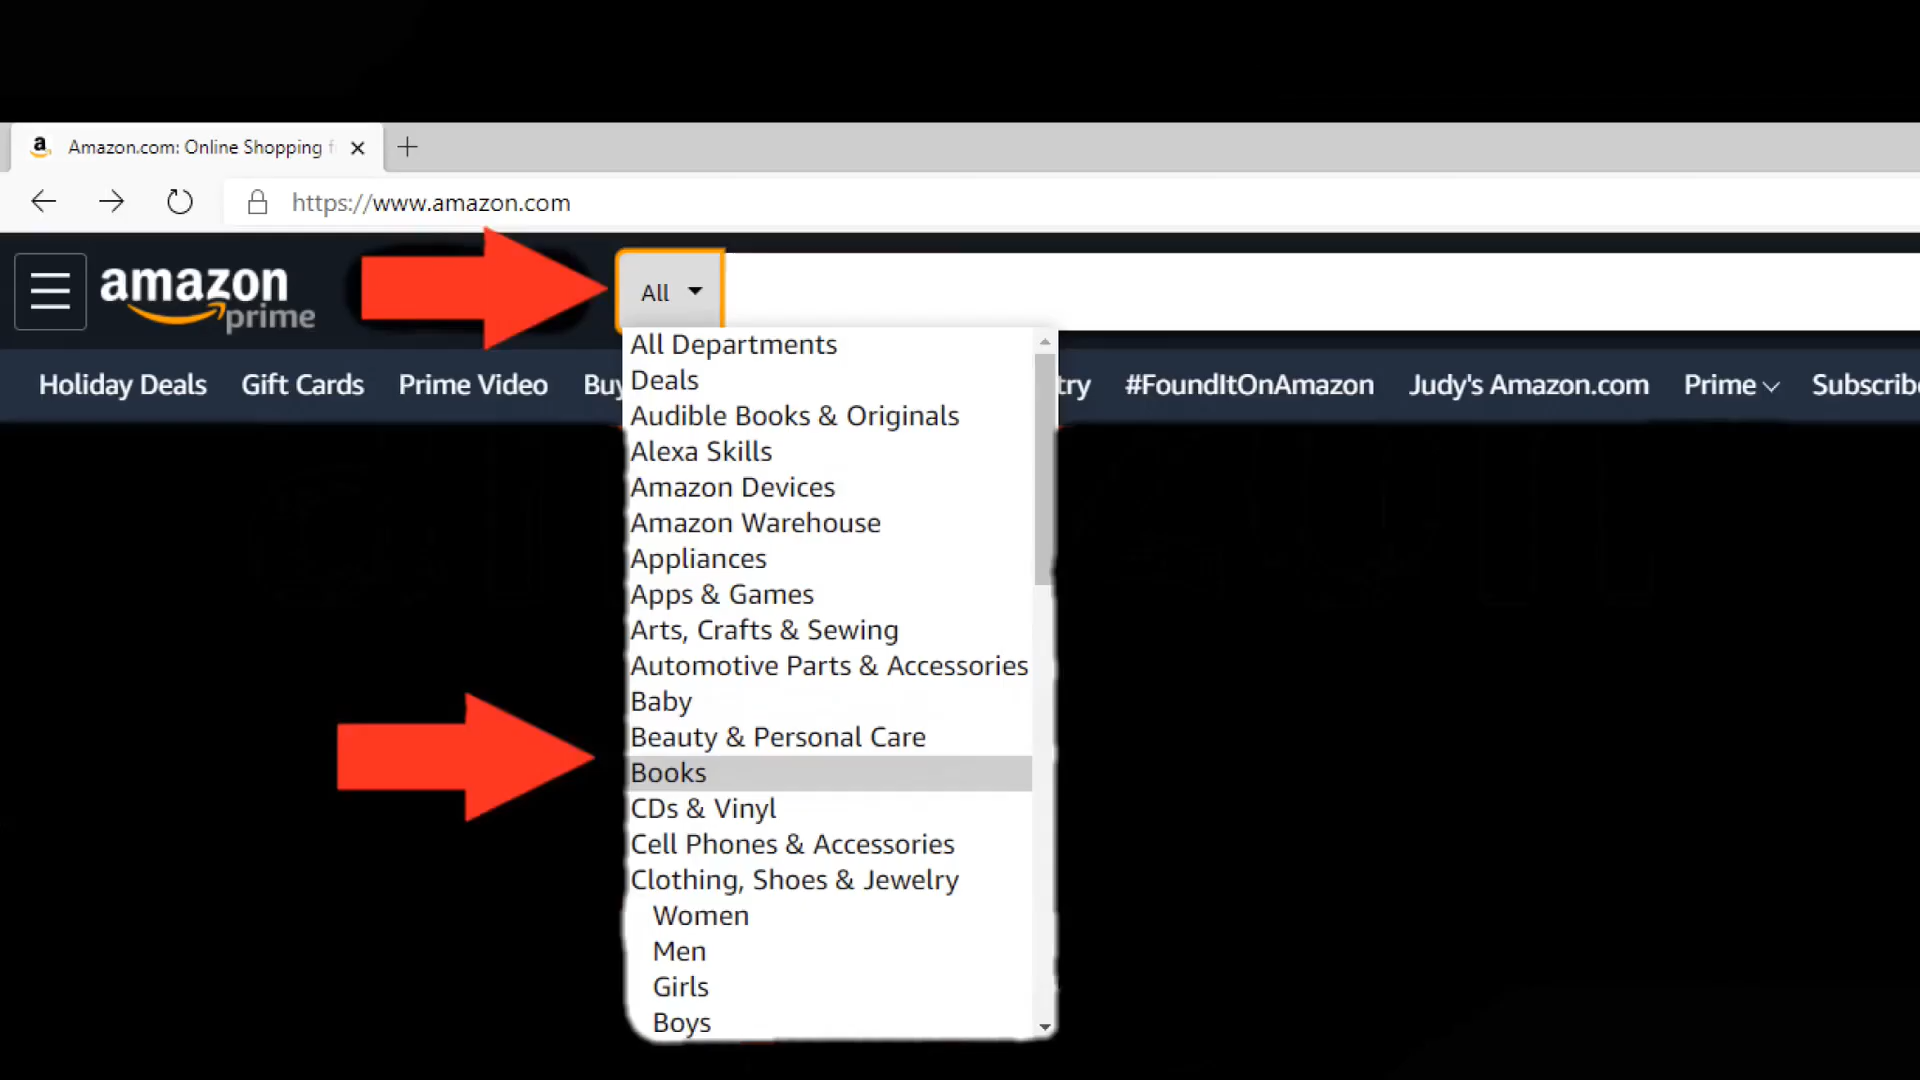 a Amazon.com: Online Shopping f
https://www.amazon.com
amazon prime
All
Holiday Deals Gift Cards Prime Video Buy try #FoundItOnAmazon Judy's Amazon.com Prime Subscribe
All Departments
Deals
Audible Books & Originals
Alexa Skills
Amazon Devices
Amazon Warehouse
Appliances
Apps & Games
Arts, Crafts & Sewing
Automotive Parts & Accessories
Baby
Beauty & Personal Care
Books
CDs & Vinyl
Cell Phones & Accessories
Clothing, Shoes & Jewelry
Women
Men
Girls
Boys